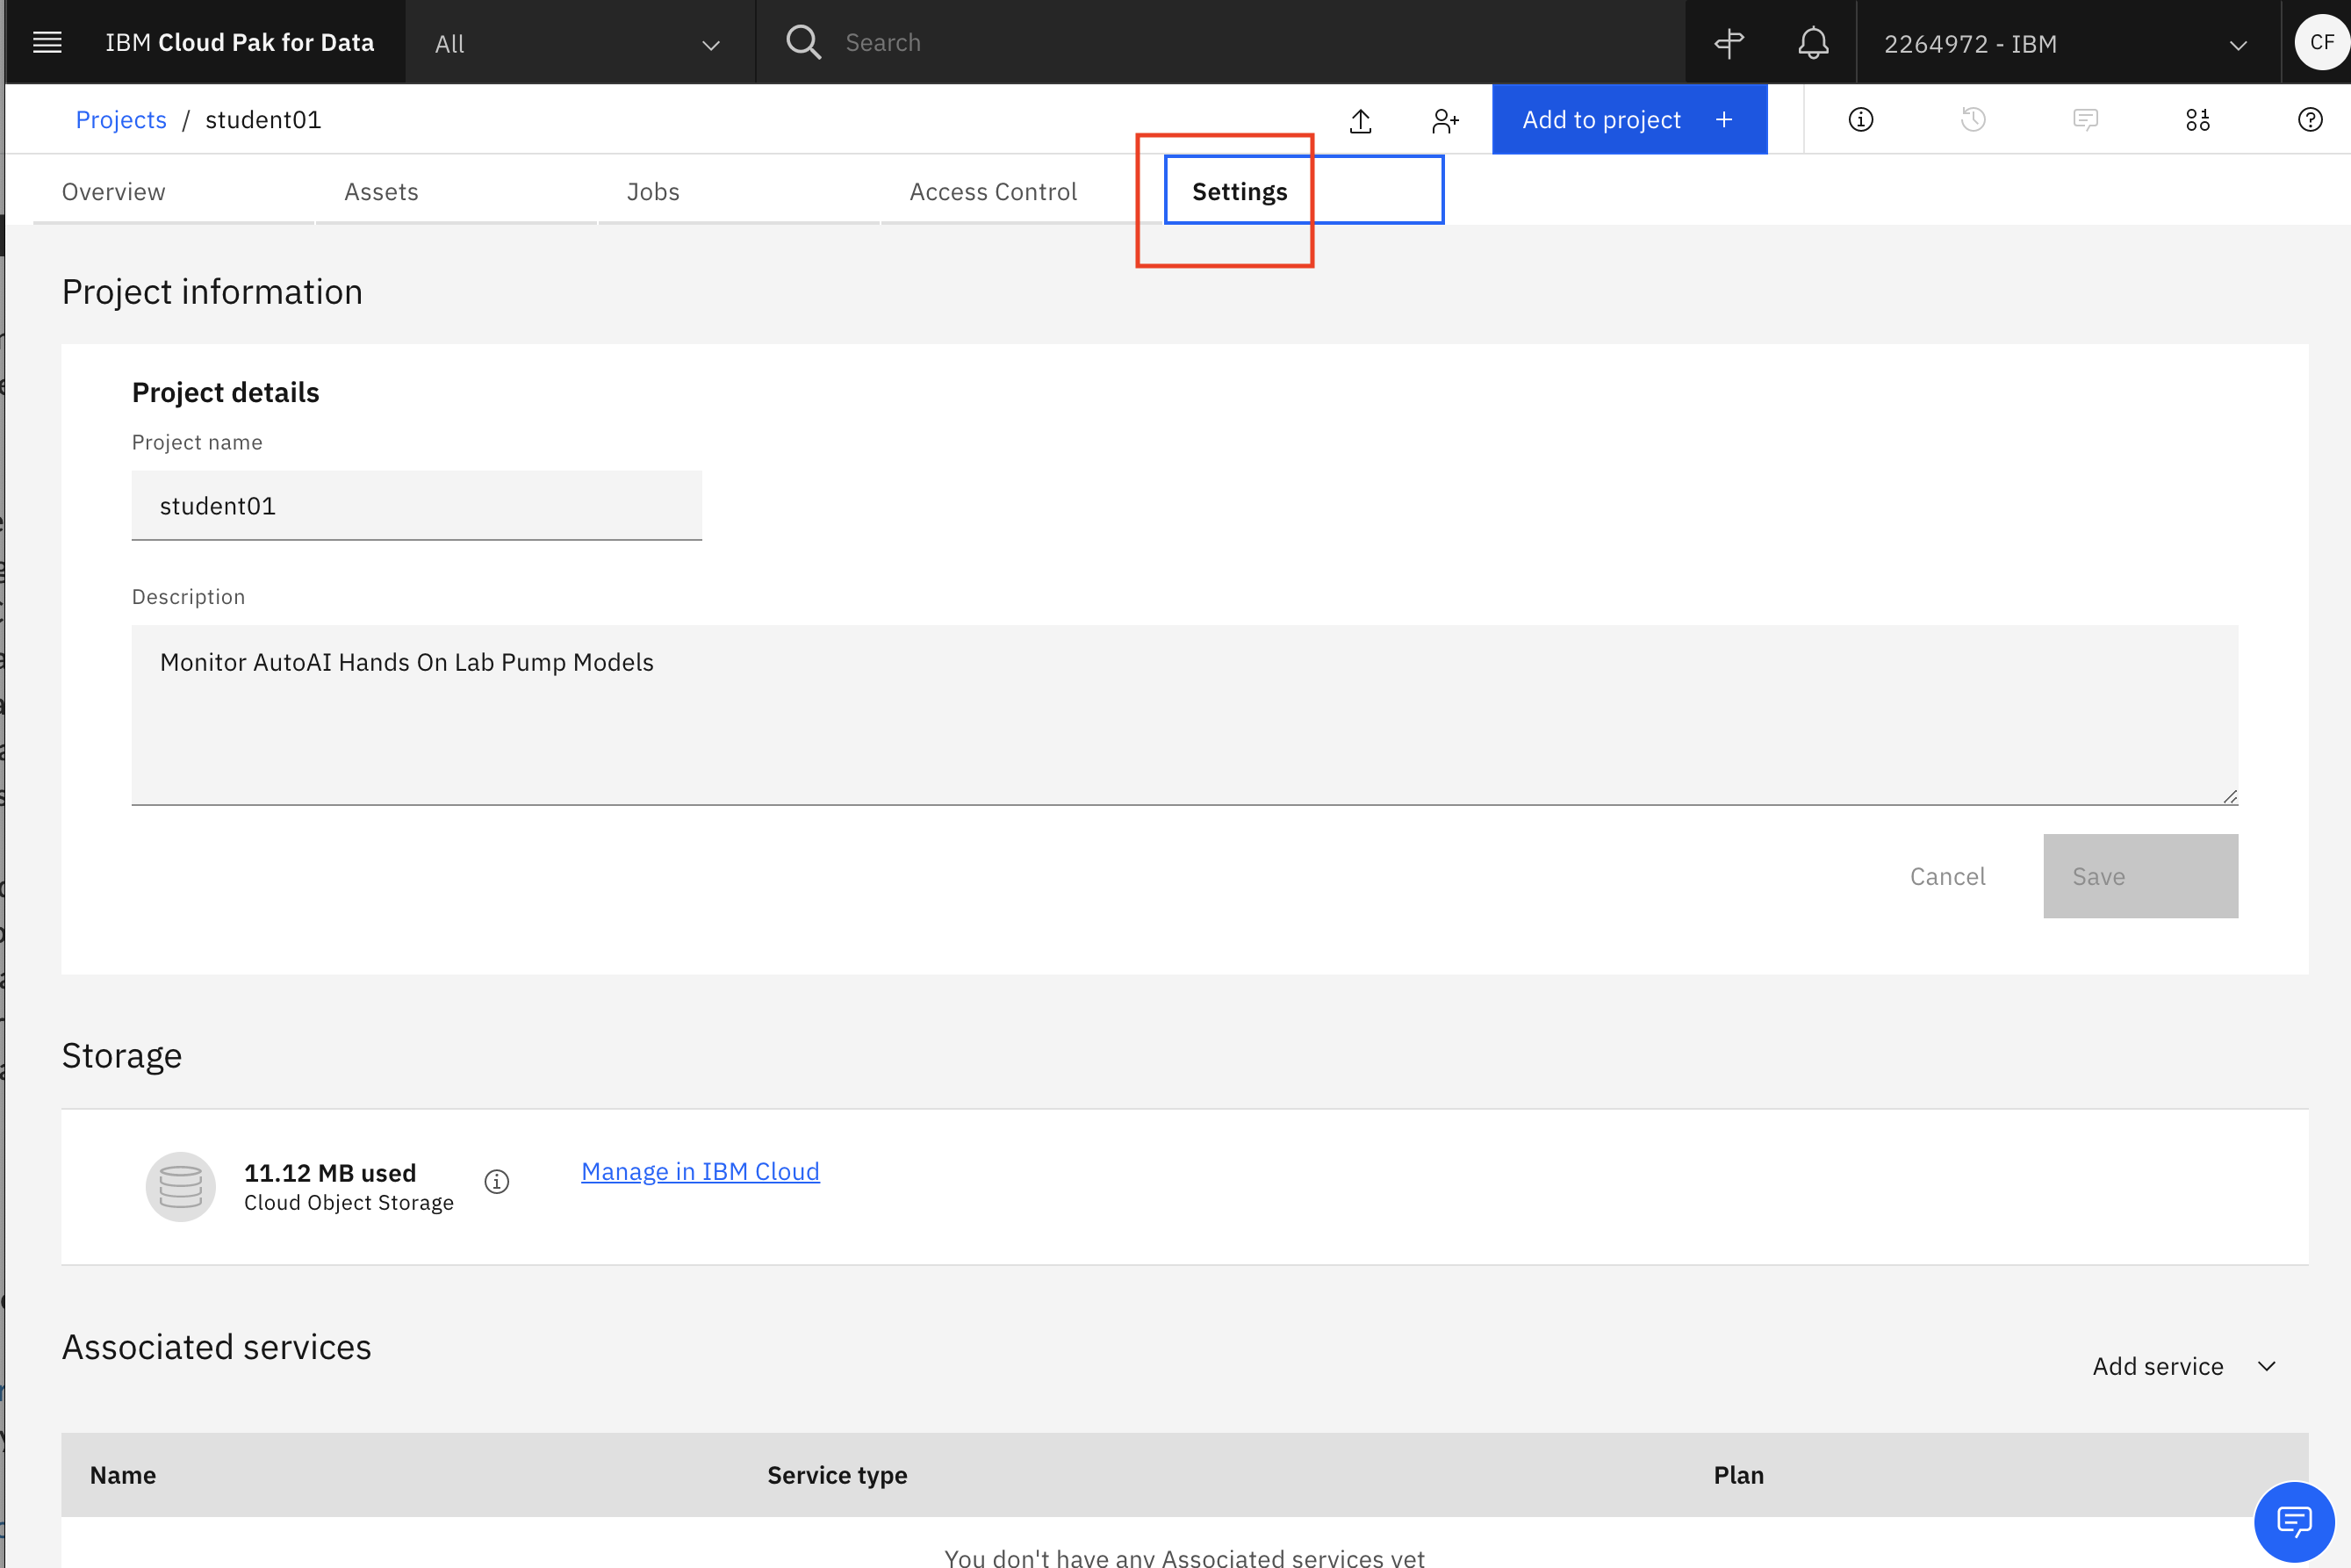 IBM Cloud Pak for Data
All
Search
2264972 - IBM
CF
Projects / student01
Add to project +
Overview
Assets
Jobs
Access Control
Settings
Project information
Project details
Project name
student01
Description
Monitor AutoAI Hands On Lab Pump Models
Cancel
Save
Storage
11.12 MB used
Cloud Object Storage
Manage in IBM Cloud
Associated services
Add service
Name
Service type
Plan
You don't have any Associated services yet